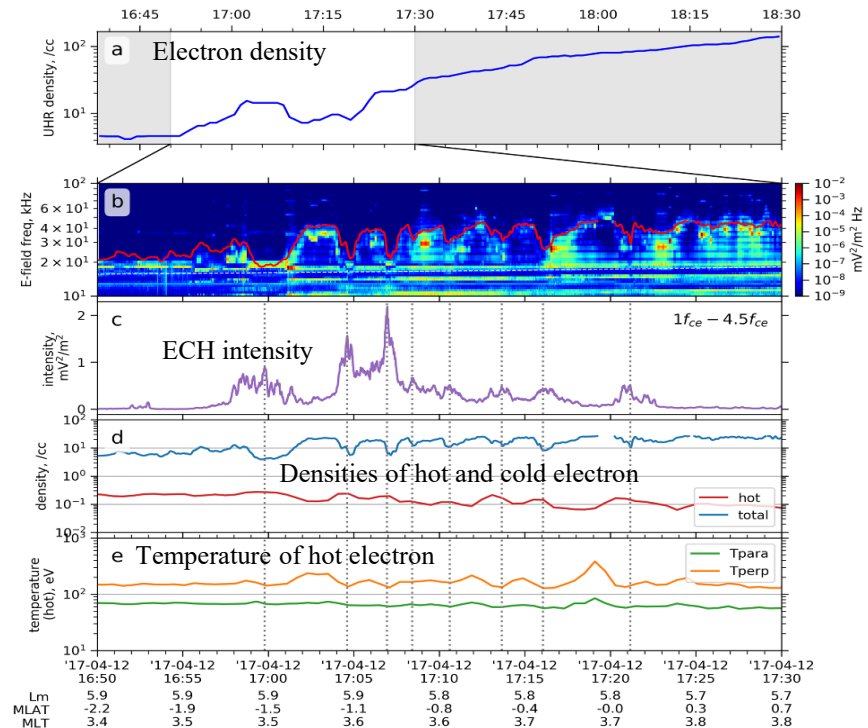 16:45 17:00 17:15 17:30 17:45 18:00 18:15 18:30
a Electron density
UHR density, /cc
10²
10¹
b
E-field freq, kHz
10²
6 × 10¹
4 × 10¹
3 × 10¹
2 × 10¹
10¹
10⁻²
10⁻³
10⁻⁴
10⁻⁵
10⁻⁶
10⁻⁷
10⁻⁸
10⁻⁹
mV²/m² Hz
c
1fce − 4.5fce
ECH intensity
intensity,
mV²/m²
2
1
0
d
density, /cc
10²
10¹
10⁰
10⁻¹
10⁻²
Densities of hot and cold electron
hot
total
e Temperature of hot electron
temperature
(hot), eV
10³
10²
10¹
Tpara
Tperp
'17-04-12 '17-04-12 '17-04-12 '17-04-12 '17-04-12 '17-04-12 '17-04-12 '17-04-12 '17-04-12
16:50 16:55 17:00 17:05 17:10 17:15 17:20 17:25 17:30
Lm 5.9 5.9 5.9 5.9 5.8 5.8 5.8 5.7 5.7
MLAT -2.2 -1.9 -1.5 -1.1 -0.8 -0.4 -0.0 0.3 0.7
MLT 3.4 3.5 3.5 3.6 3.6 3.7 3.7 3.8 3.8